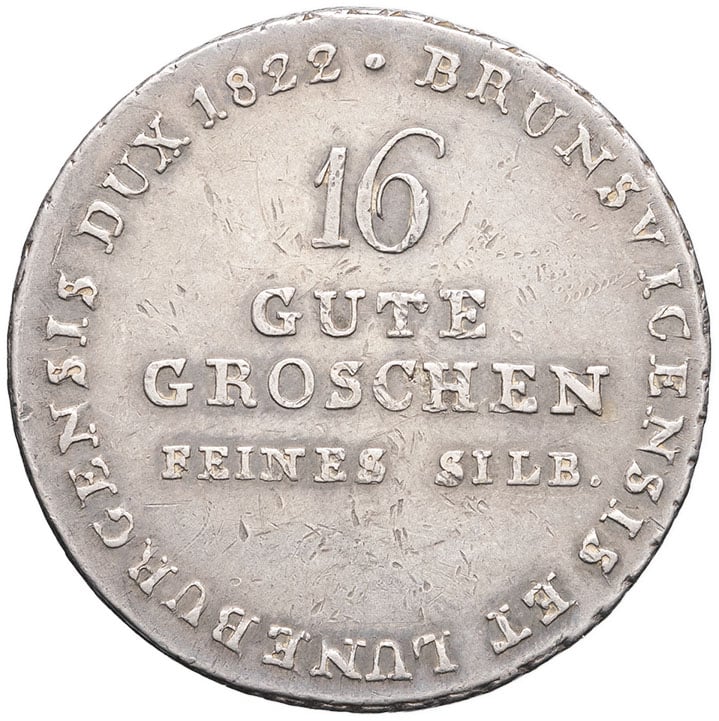 BRUNSVICENSIS ET LUNEBURGENSIS DUX 1822 •
16
GUTE
GROSCHEN
FEINES SILB.